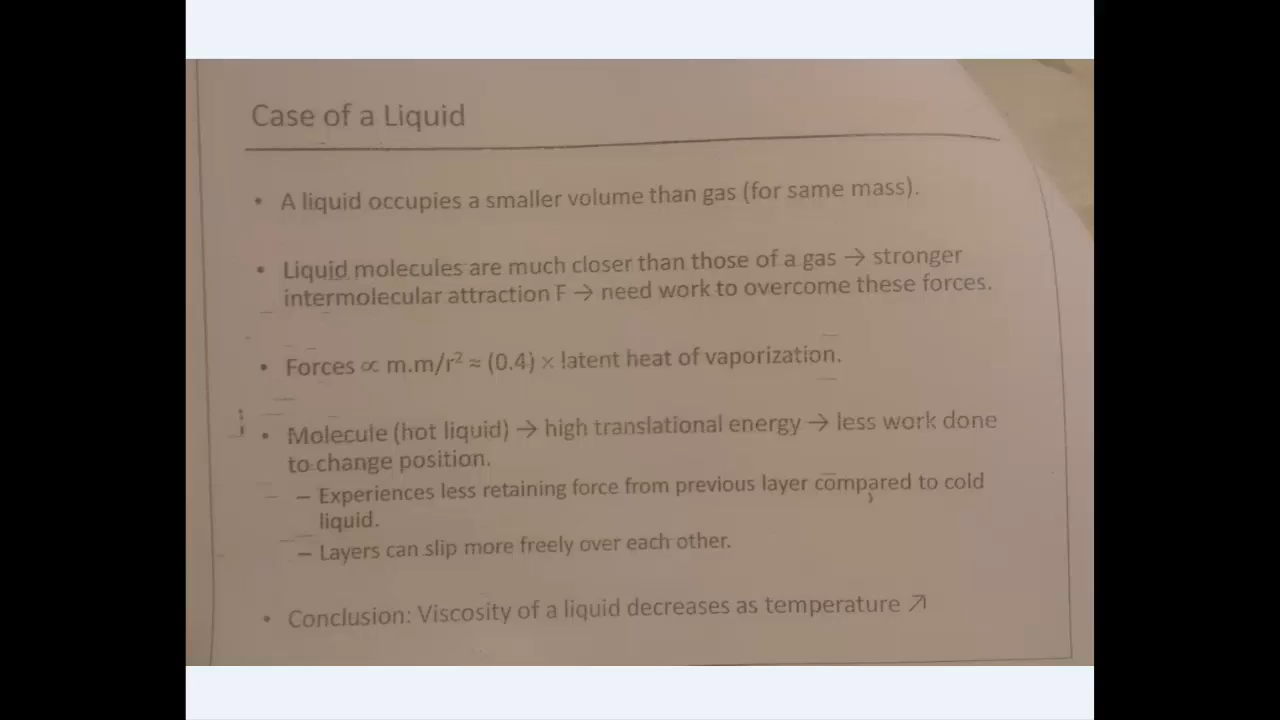 Case of a Liquid
• A liquid occupies a smaller volume than gas (for same mass).
• Liquid molecules are much closer than those of a gas → stronger
intermolecular attraction F → need work to overcome these forces.
• Forces ∝ m.m/r² ≈ (0.4) × latent heat of vaporization.
• Molecule (hot liquid) → high translational energy → less work done
to change position.
– Experiences less retaining force from previous layer compared to cold
liquid.
– Layers can slip more freely over each other.
• Conclusion: Viscosity of a liquid decreases as temperature ↗